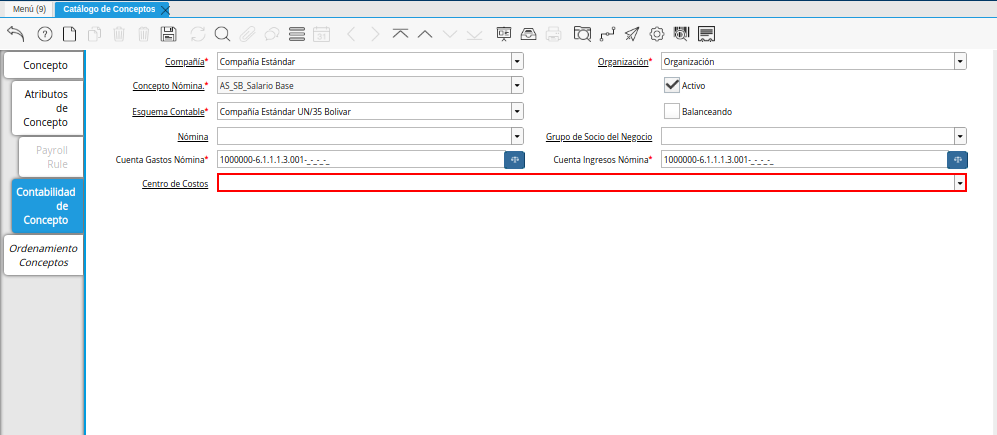 Menú (9)
Catálogo de Conceptos
Concepto
Atributos
de
Concepto
Payroll
Rule
Contabilidad
de
Concepto
Ordenamiento
Conceptos
Compañía* Compañía Estándar
Organización* Organización
Concepto Nómina.* AS_SB_Salario Base
Activo
Esquema Contable* Compañía Estándar UN/35 Bolivar
Balanceando
Nómina
Grupo de Socio del Negocio
Cuenta Gastos Nómina* 1000000-6.1.1.1.3.001-_-_-_-_
Cuenta Ingresos Nómina* 1000000-6.1.1.1.3.001-_-_-_-_
Centro de Costos